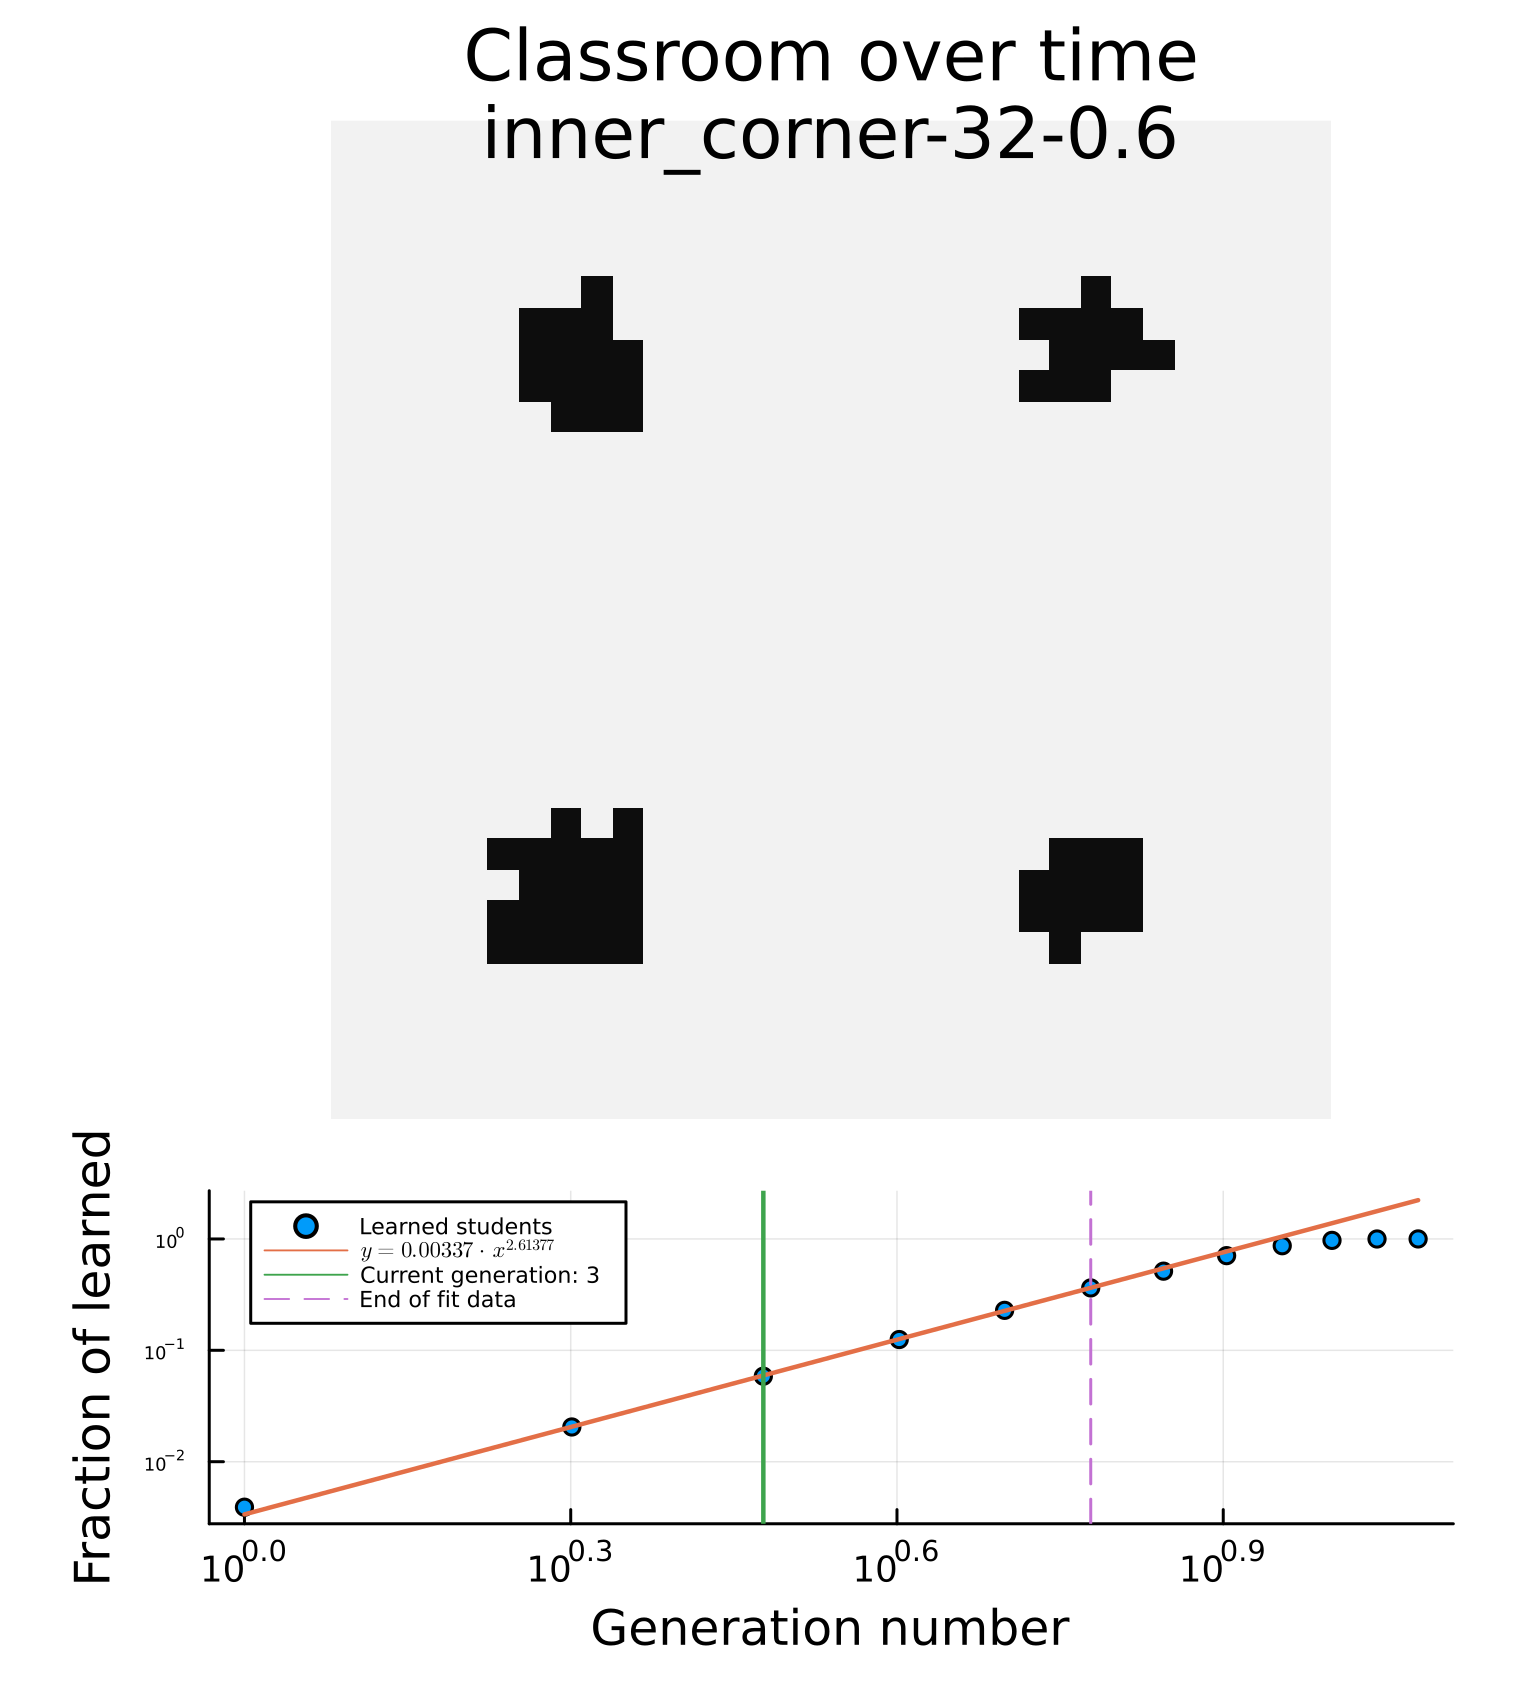 Classroom over time
inner_corner-32-0.6
Fraction of learned
10^0
10^−1
10^−2
Learned students
y = 0.00337 · x^2.61377
Current generation: 3
End of fit data
10^0.0 10^0.3 10^0.6 10^0.9
Generation number